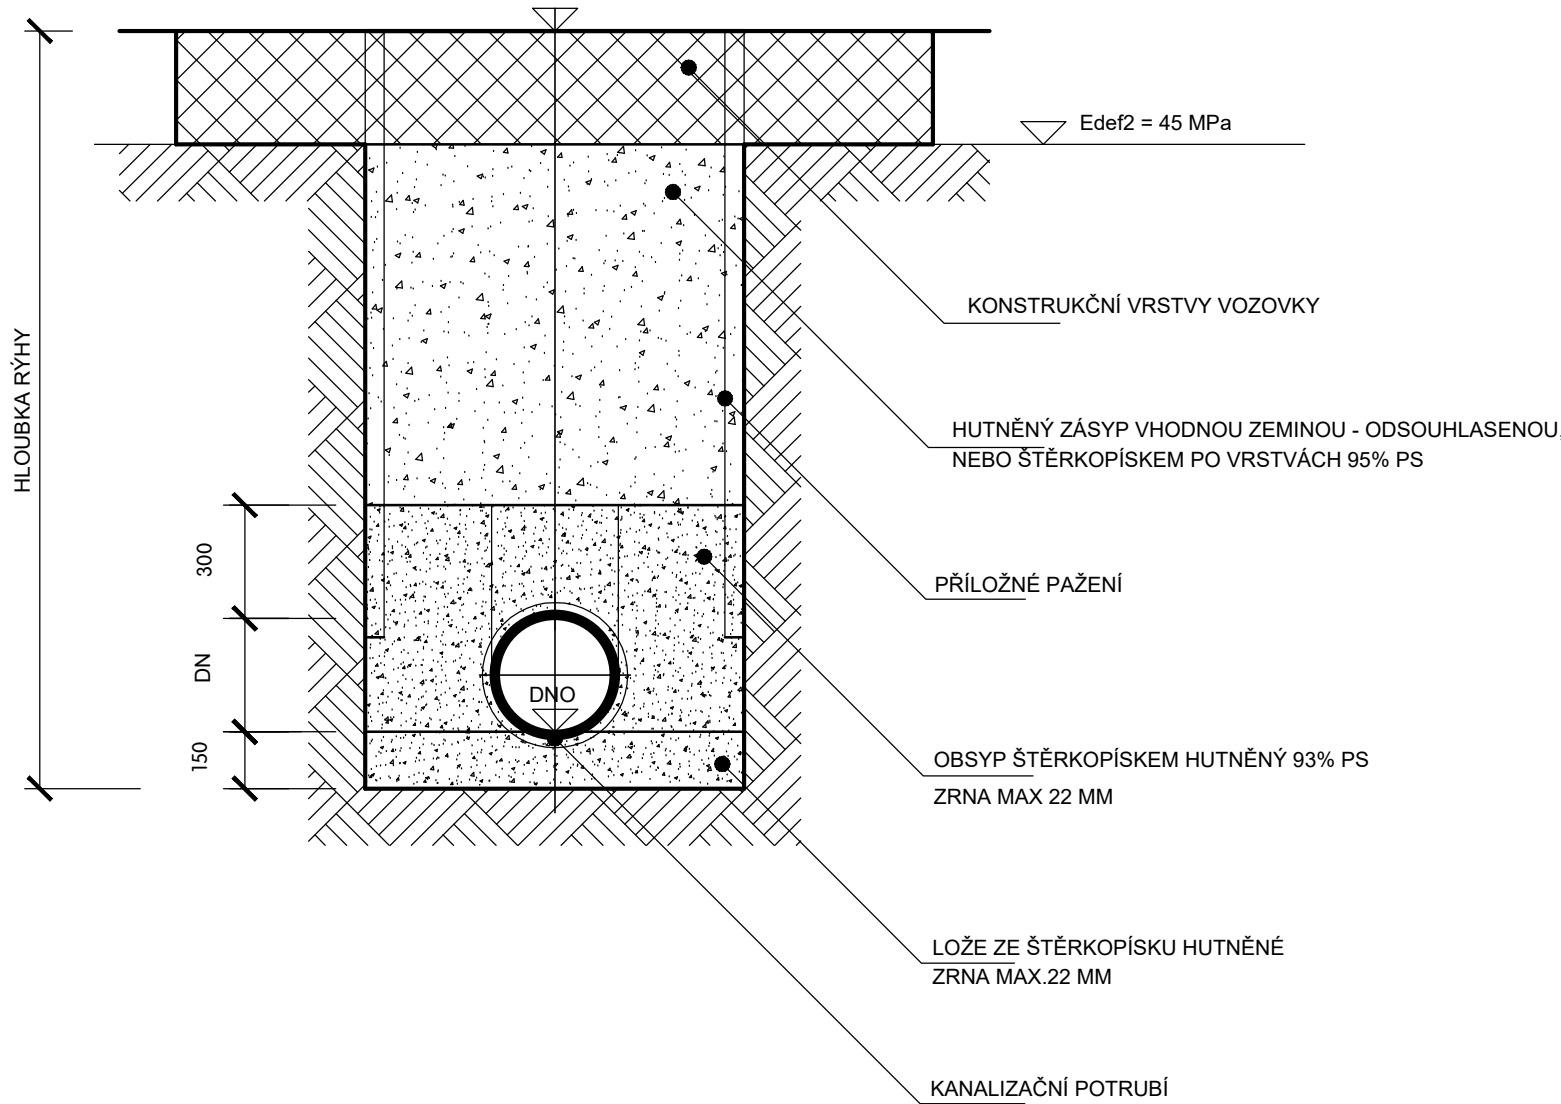 Edef2 = 45 MPa
KONSTRUKČNÍ VRSTVY VOZOVKY
HLOUBKA RÝHY
HUTNĚNÝ ZÁSYP VHODNOU ZEMINOU - ODSOUHLASENOU,
NEBO ŠTĚRKOPÍSKEM PO VRSTVÁCH 95% PS
300
PŘÍLOŽNÉ PAŽENÍ
DN
DNO
150
OBSYP ŠTĚRKOPÍSKEM HUTNĚNÝ 93% PS
ZRNA MAX 22 MM
LOŽE ZE ŠTĚRKOPÍSKU HUTNĚNÉ
ZRNA MAX.22 MM
KANALIZAČNÍ POTRUBÍ